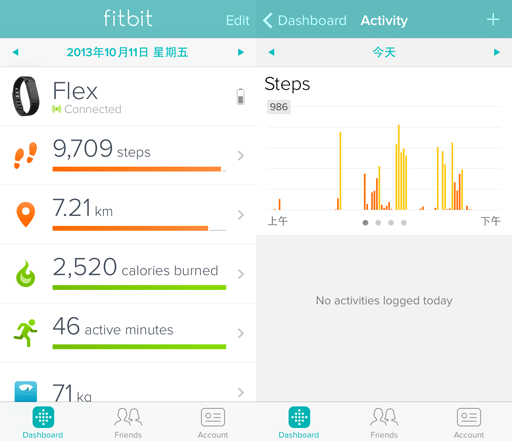 fitbit
Edit
2013年10月11日 星期五
Flex
Connected
9,709 steps
7.21 km
2,520 calories burned
46 active minutes
71 kg
Dashboard
Friends
Account
Dashboard
Activity
今天
Steps
986
上午
下午
No activities logged today
Dashboard
Friends
Account